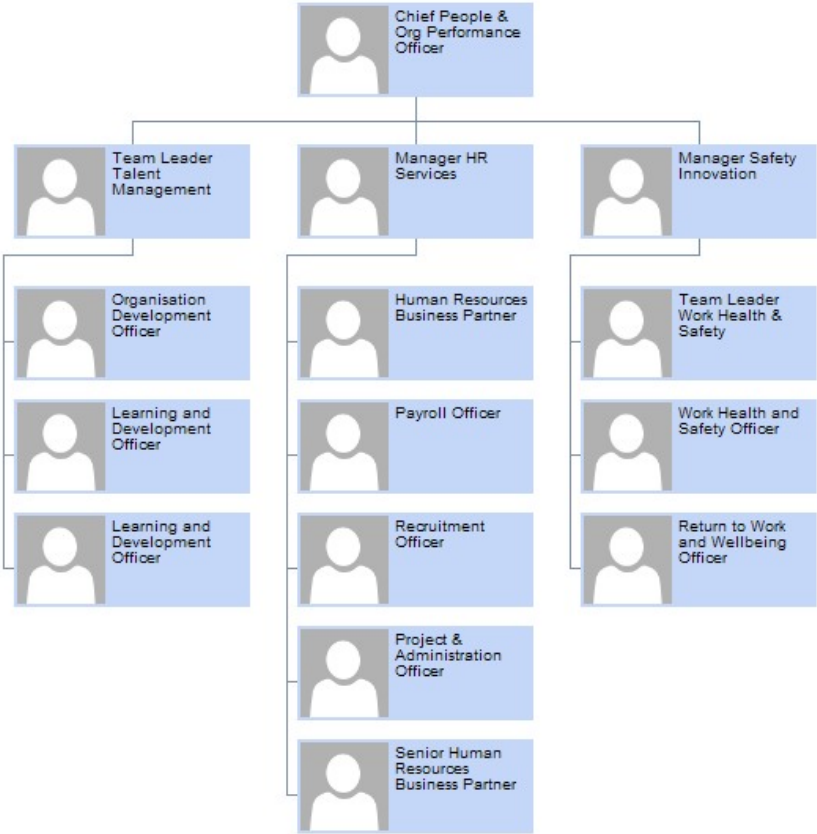 Chief People &
Org Performance
Officer
Team Leader
Talent
Management
Manager HR
Services
Manager Safety
Innovation
Organisation
Development
Officer
Human Resources
Business Partner
Team Leader
Work Health &
Safety
Learning and
Development
Officer
Payroll Officer
Work Health and
Safety Officer
Learning and
Development
Officer
Recruitment
Officer
Return to Work
and Wellbeing
Officer
Project &
Administration
Officer
Senior Human
Resources
Business Partner